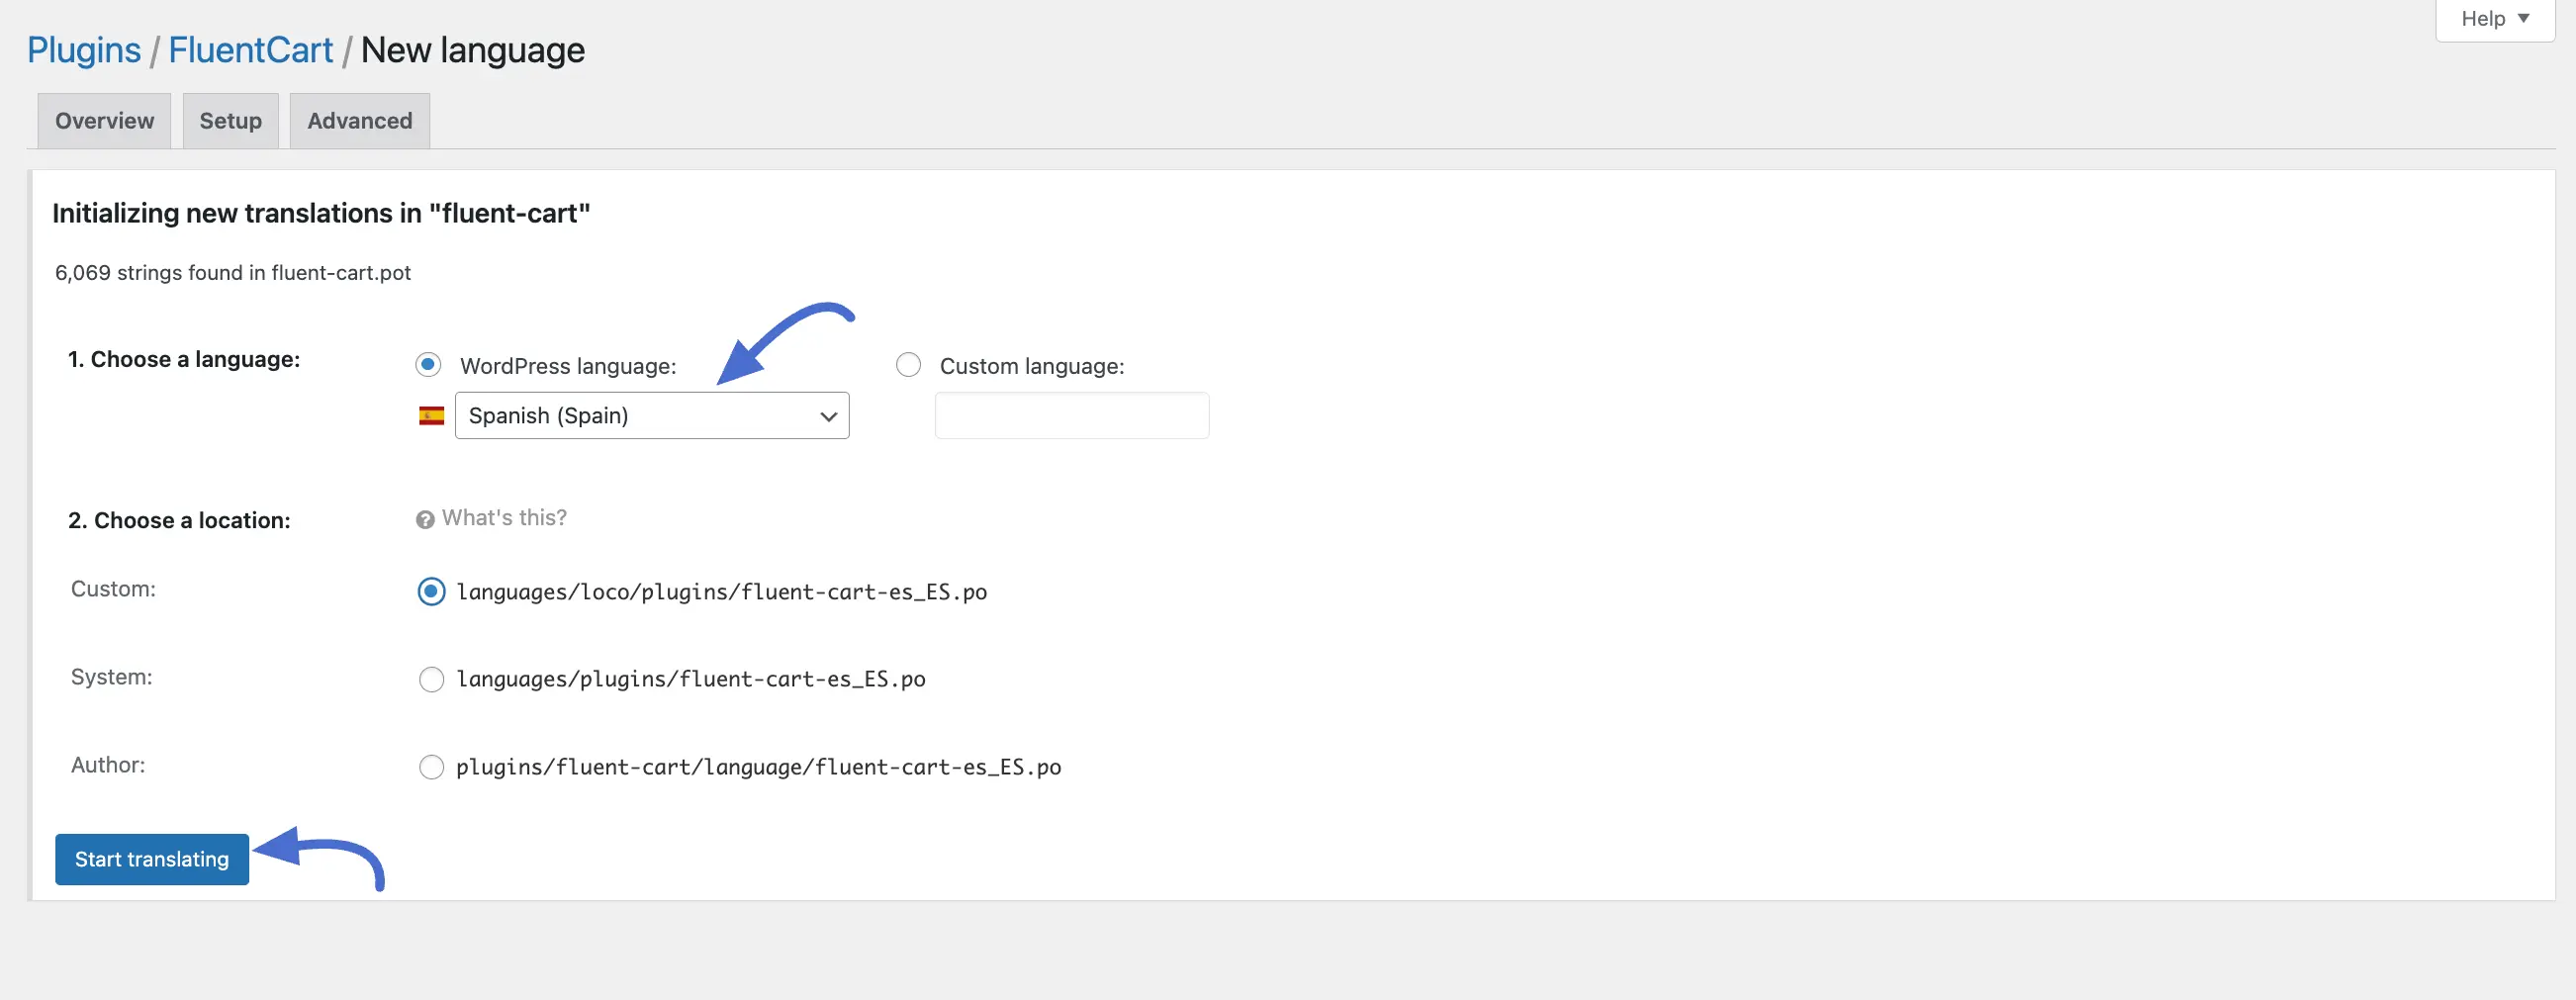 Help ▼
Plugins / FluentCart / New language
Overview Setup Advanced
Initializing new translations in "fluent-cart"
6,069 strings found in fluent-cart.pot
1. Choose a language: WordPress language: Custom language:
Spanish (Spain)
2. Choose a location: What's this?
Custom: languages/loco/plugins/fluent-cart-es_ES.po
System: languages/plugins/fluent-cart-es_ES.po
Author: plugins/fluent-cart/language/fluent-cart-es_ES.po
Start translating